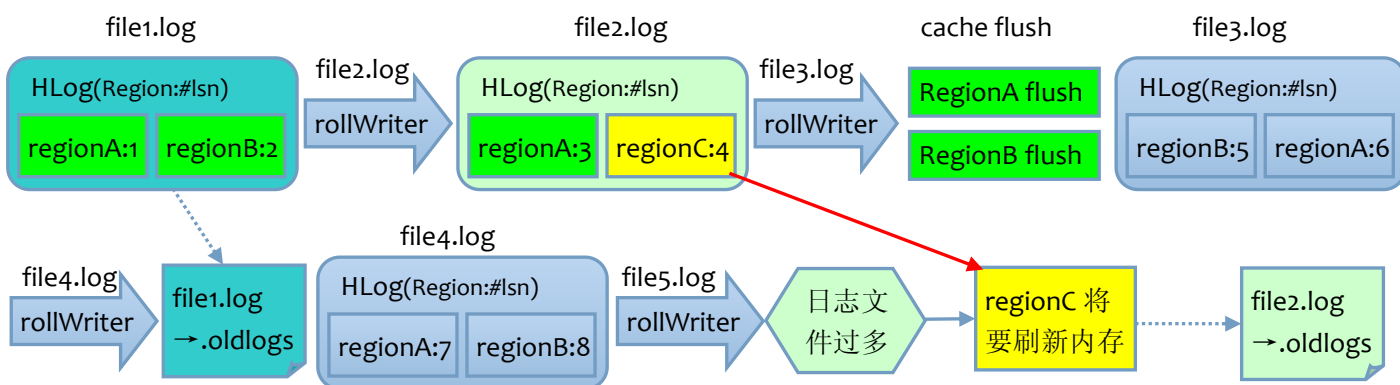 file1.log
HLog(Region:#lsn)
regionA:1
regionB:2
file2.log
rollWriter
file2.log
HLog(Region:#lsn)
regionA:3
regionC:4
file3.log
rollWriter
cache flush
RegionA flush
RegionB flush
file3.log
HLog(Region:#lsn)
regionB:5
regionA:6
file4.log
rollWriter
file1.log
→.oldlogs
file4.log
HLog(Region:#lsn)
regionA:7
regionB:8
file5.log
rollWriter
日志文
件过多
regionC 将
要刷新内存
file2.log
→.oldlogs